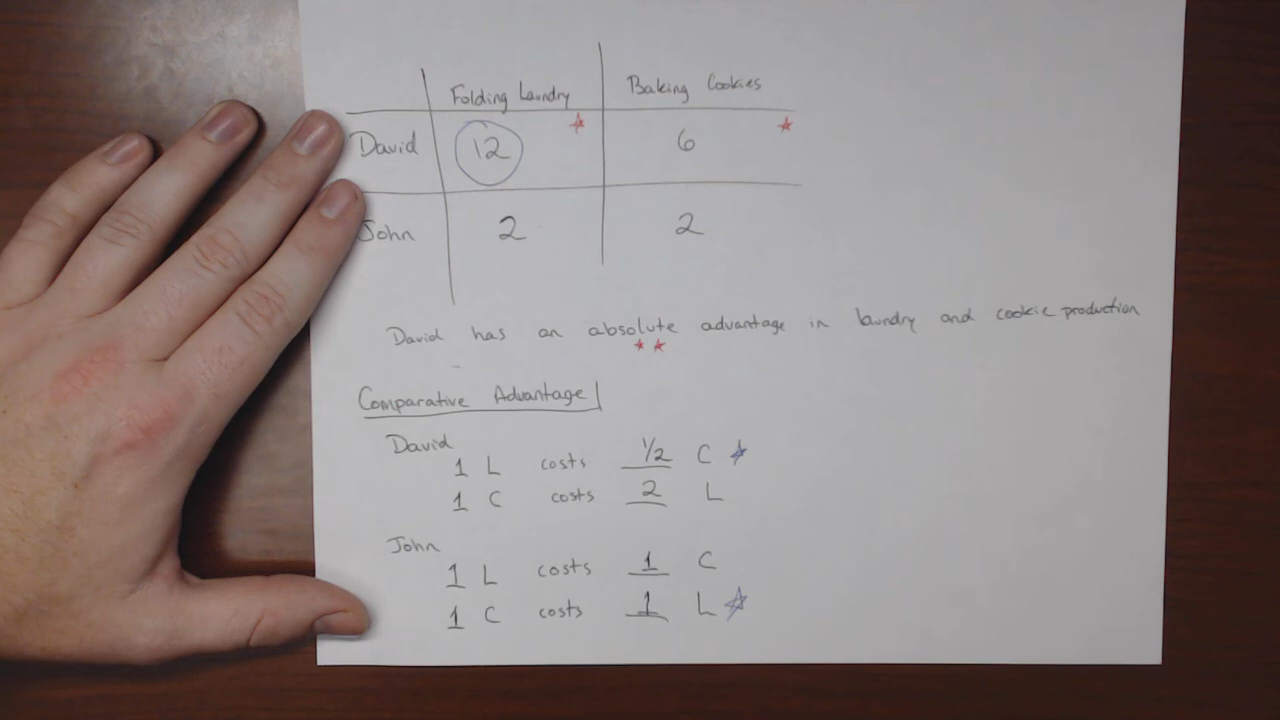 Folding Laundry Baking Cookies
David 12 6
John 2 2
David has an absolute advantage in laundry and cookie production
Comparative Advantage
David
1 L costs 1/2 C
1 C costs 2 L
John
1 L costs 1 C
1 C costs 1 L